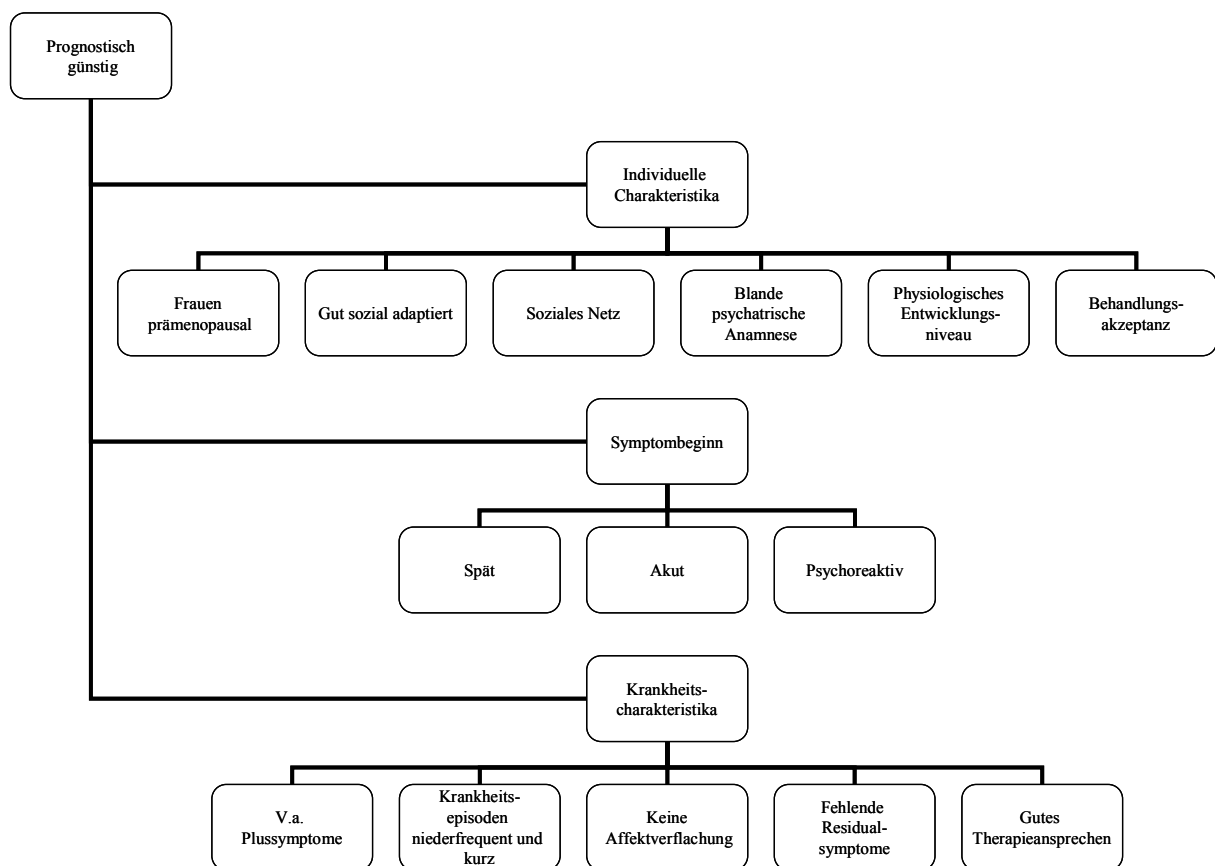 Prognostisch
günstig
Individuelle
Charakteristika
Frauen
prämenopausal
Gut sozial adaptiert
Soziales Netz
Blande
psychatrische
Anamnese
Physiologisches
Entwicklungs-
niveau
Behandlungs-
akzeptanz
Symptombeginn
Spät
Akut
Psychoreaktiv
Krankheits-
charakteristika
V.a.
Plussymptome
Krankheits-
episoden
niederfrequent und
kurz
Keine
Affektverflachung
Fehlende
Residual-
symptome
Gutes
Therapieansprechen